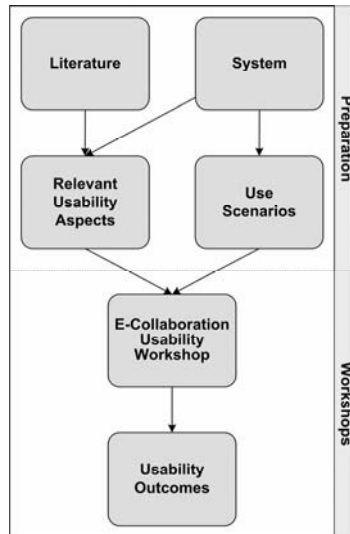 Literature
System
Preparation
Relevant
Usability
Aspects
Use
Scenarios
E-Collaboration
Usability
Workshop
Workshops
Usability
Outcomes